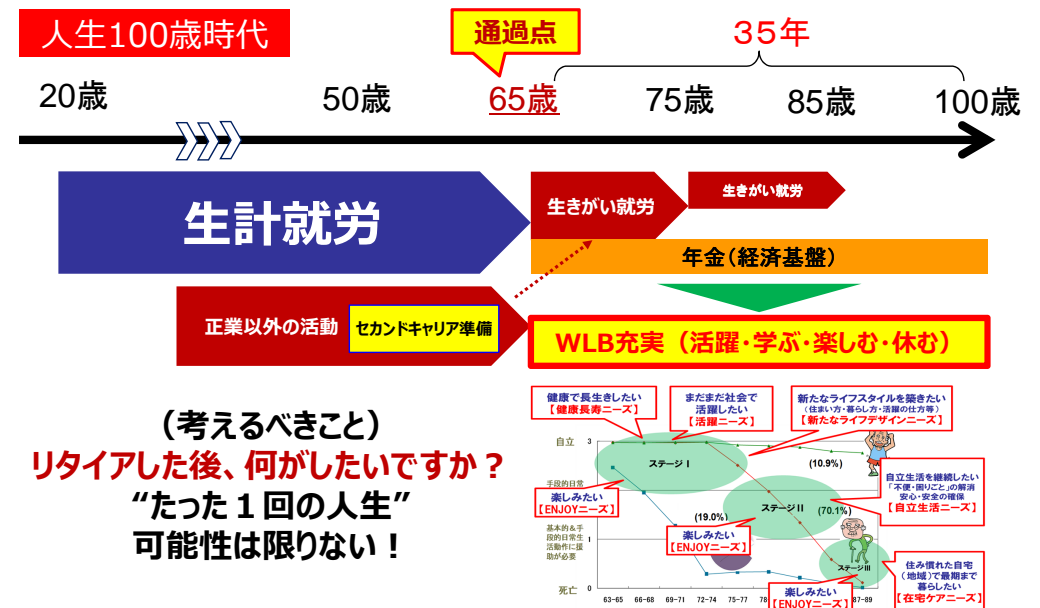 人生100歳時代
通過点
35年
20歳
50歳
65歳
75歳
85歳
100歳
生計就労
生きがい就労
生きがい就労
年金（経済基盤）
正業以外の活動
セカンドキャリア準備
WLB充実（活躍・学ぶ・楽しむ・休む）
（考えるべきこと）
リタイアした後、何がしたいですか？
“たった１回の人生”
可能性は限りない！
健康で長生きしたい
【健康長寿ニーズ】
まだまだ社会で
活躍したい
【活躍ニーズ】
新たなライフスタイルを築きたい
（住まい方・暮らし方・活躍の仕方等）
【新たなライフデザインニーズ】
自立
3
ステージⅠ
(10.9%)
手段的日常
楽しみたい
【ENJOYニーズ】
自立生活を継続したい
「不便・困りごと」の解消
安心・安全の確保
【自立生活ニーズ】
ステージⅡ
(19.0%)
(70.1%)
楽しみたい
【ENJOYニーズ】
基本的＆手
段的日常生
活動作に援
助が必要
1
ステージⅢ
住み慣れた自宅
（地域）で最期まで
暮らしたい
【在宅ケアニーズ】
死亡
0
63-65
66-68
69-71
72-74
75-77
78
87-89
楽しみたい
【ENJOYニーズ】